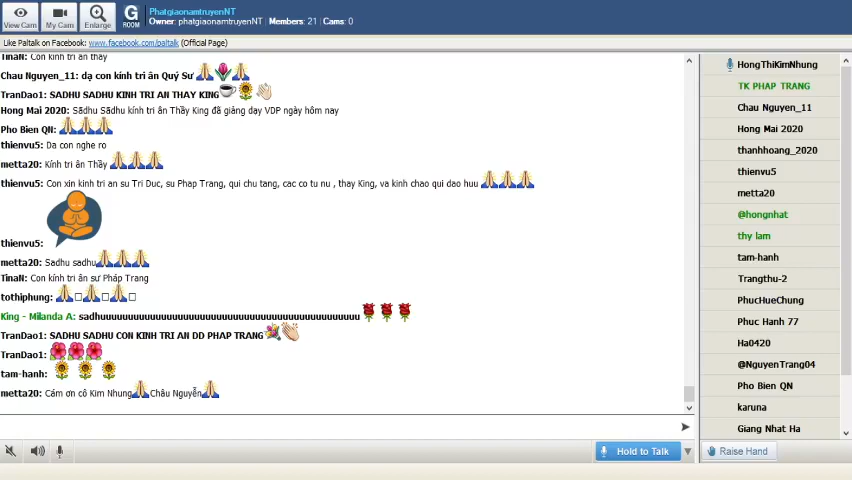 View Cam
My Cam
Enlarge
G
ROOM
PhatgiaonamtruyenNT
Owner: phatgiaonamtruyenNT | Members: 21 | Cams: 0
Like Paltalk on Facebook: www.facebook.com/paltalk (Official Page)
TinaN: Con kính tri ân thầy
Chau Nguyen_11: dạ con kính tri ân Quý Sư
TranDao1: SADHU SADHU KINH TRI AN THAY KING
Hong Mai 2020: Sādhu Sādhu kính tri ân Thầy King đã giảng dạy VDP ngày hôm nay
Pho Bien QN:
thienvu5: Da con nghe ro
metta20: Kính tri ân Thầy
thienvu5: Con xin kinh tri an su Tri Duc, su Phap Trang, qui chu tang, cac co tu nu , thay King, va kinh chao qui dao huu
thienvu5:
metta20: Sadhu sadhu
TinaN: Con kính tri ân sư Pháp Trang
tothiphung:
King - Milanda A: sadhuuuuuuuuuuuuuuuuuuuuuuuuuuuuuuuuuuuuuuuuuu
TranDao1: SADHU SADHU CON KINH TRI AN DD PHAP TRANG
TranDao1:
tam-hanh:
metta20: Cám ơn cô Kim Nhung Châu Nguyễn
Hold to Talk
HongThiKimNhung
TK PHAP TRANG
Chau Nguyen_11
Hong Mai 2020
thanhhoang_2020
thienvu5
metta20
@hongnhat
thy lam
tam-hanh
Trangthu-2
PhucHueChung
Phuc Hanh 77
Ha0420
@NguyenTrang04
Pho Bien QN
karuna
Giang Nhat Ha
Raise Hand